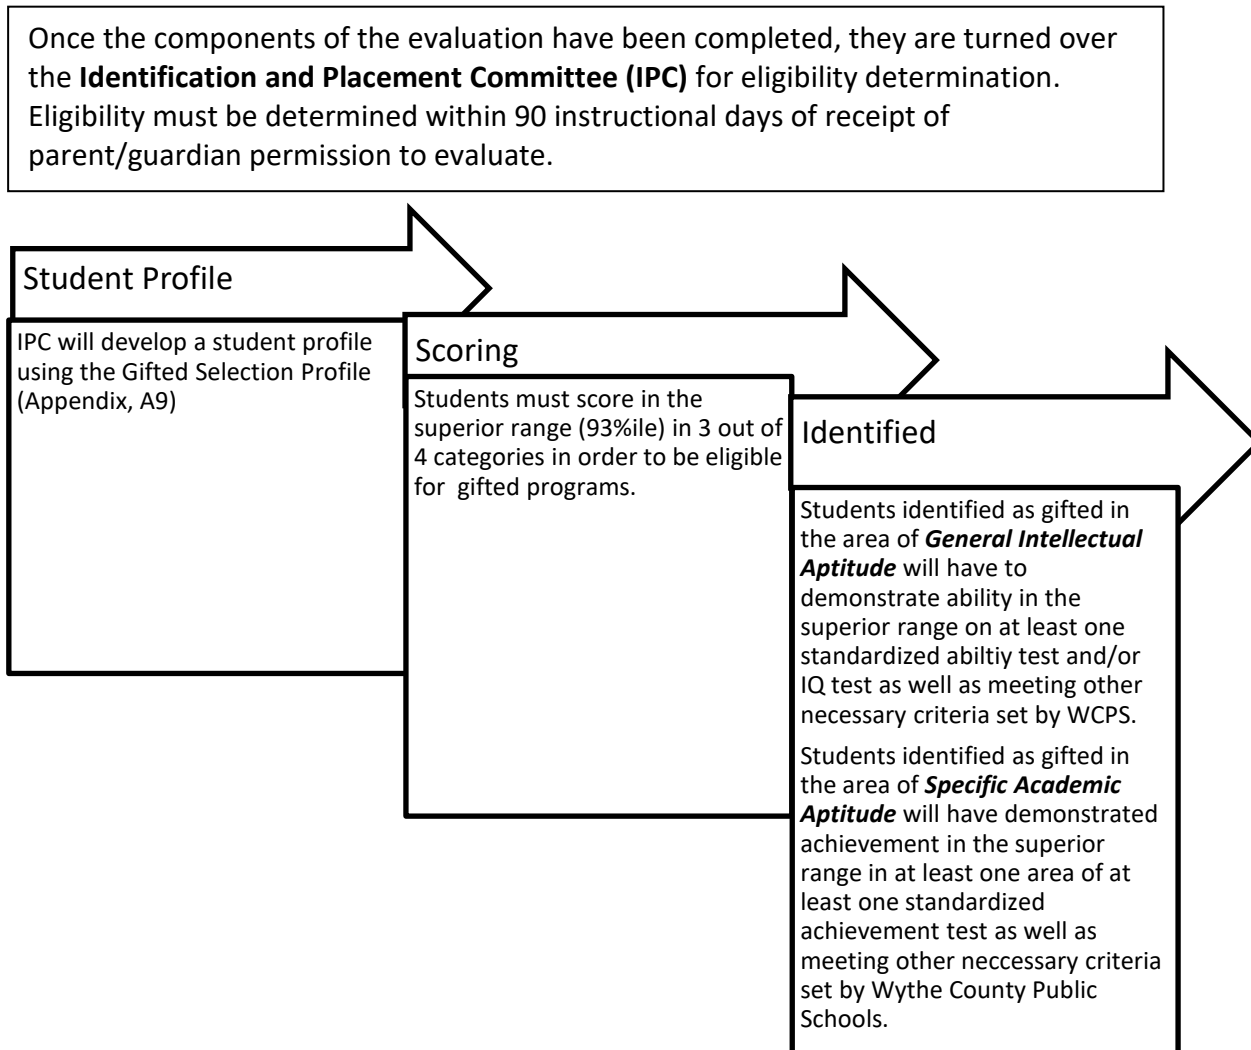 Once the components of the evaluation have been completed, they are turned over
the Identification and Placement Committee (IPC) for eligibility determination.
Eligibility must be determined within 90 instructional days of receipt of
parent/guardian permission to evaluate.
Student Profile
IPC will develop a student profile
using the Gifted Selection Profile
(Appendix, A9)
Scoring
Students must score in the
superior range (93%ile) in 3 out of
4 categories in order to be eligible
for  gifted programs.
Identified
Students identified as gifted in
the area of General Intellectual
Aptitude will have to
demonstrate ability in the
superior range on at least one
standardized abiltiy test and/or
IQ test as well as meeting other
necessary criteria set by WCPS.
Students identified as gifted in
the area of Specific Academic
Aptitude will have demonstrated
achievement in the superior
range in at least one area of at
least one standardized
achievement test as well as
meeting other neccessary criteria
set by Wythe County Public
Schools.